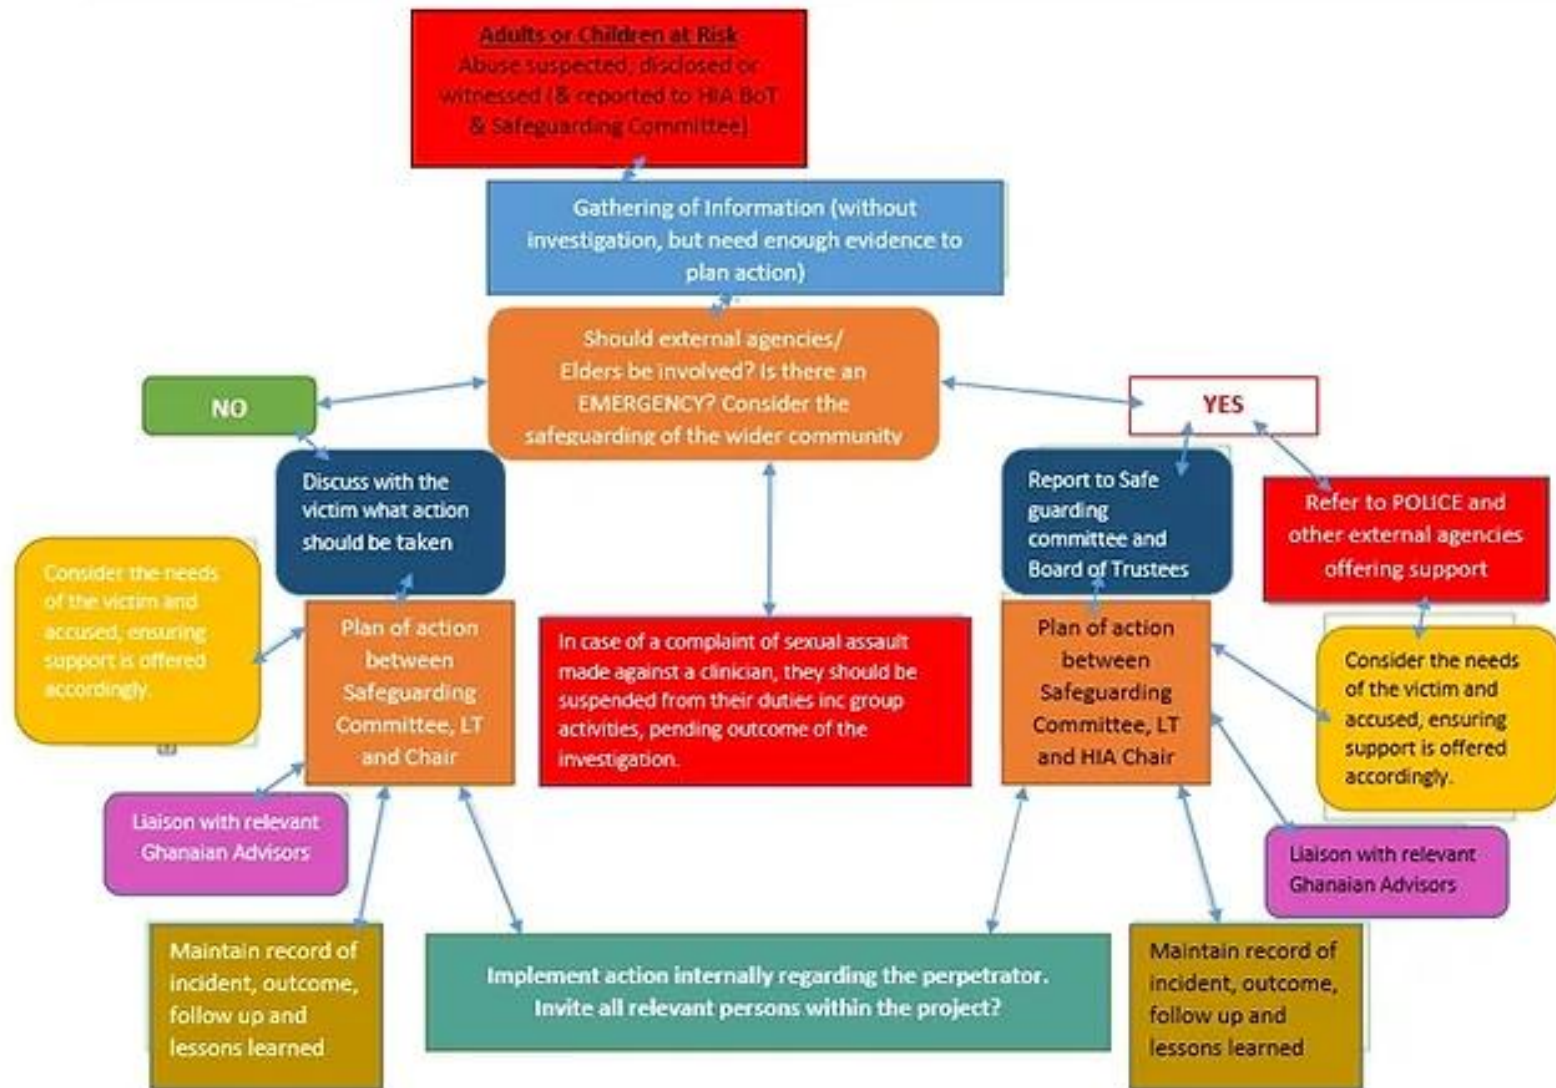 Adults or Children at Risk
Abuse suspected, disclosed or
witnessed (& reported to HIA BoT
& Safeguarding Committee)
Gathering of Information (without
investigation, but need enough evidence to
plan action)
Should external agencies/
Elders be involved? Is there an
EMERGENCY? Consider the
safeguarding of the wider community
NO
YES
Discuss with the
victim what action
should be taken
Report to Safe
guarding
committee and
Board of Trustees
Refer to POLICE and
other external agencies
offering support
Consider the needs
of the victim and
accused, ensuring
support is offered
accordingly.
Plan of action
between
Safeguarding
Committee, LT
and Chair
In case of a complaint of sexual assault
made against a clinician, they should be
suspended from their duties inc group
activities, pending outcome of the
investigation.
Plan of action
between
Safeguarding
Committee, LT
and HIA Chair
Consider the needs
of the victim and
accused, ensuring
support is offered
accordingly.
Liaison with relevant
Ghanaian Advisors
Liaison with relevant
Ghanaian Advisors
Maintain record of
incident, outcome,
follow up and
lessons learned
Implement action internally regarding the perpetrator.
Invite all relevant persons within the project?
Maintain record of
incident, outcome,
follow up and
lessons learned